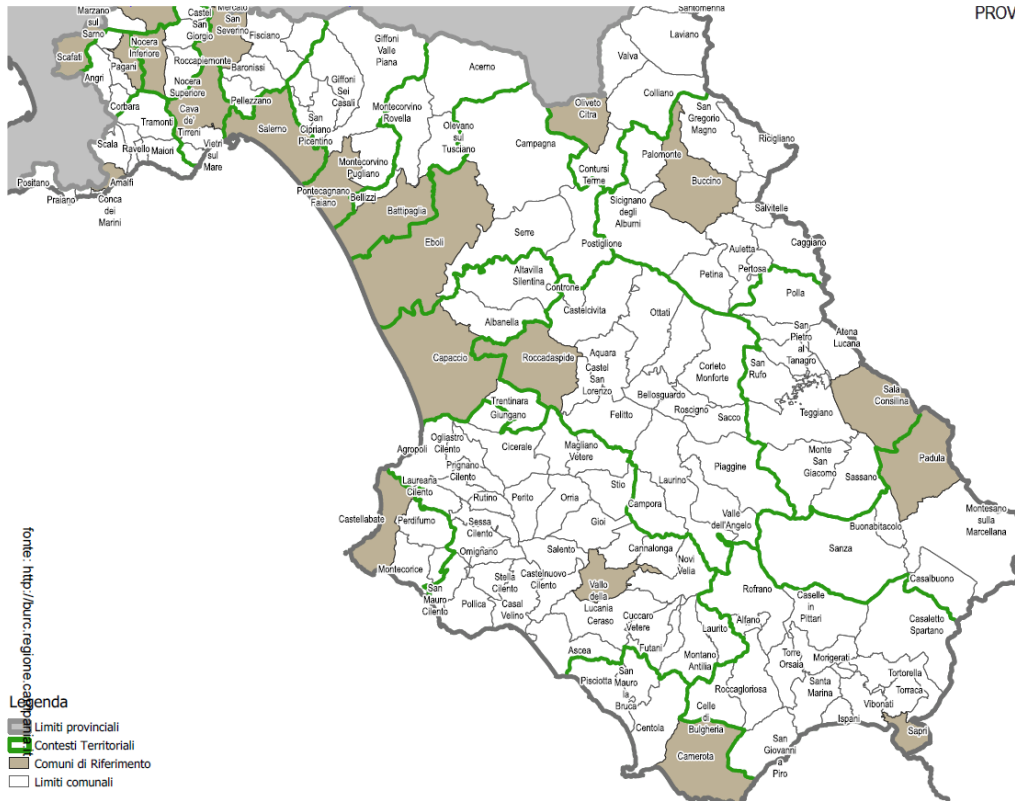 PROV
Marzano
sul
Sarno
Castel
San
Giorgio
Mercato
San
Severino
Fisciano
Giffoni
Valle
Piana
Santomenna
Laviano
Valva
Acerno
Nocera
Inferiore
Scafati
Pagani
Roccapiemonte
Baronissi
Angri
Nocera
Superiore
Giffoni
Sei
Casali
Colliano
Corbara
Pellezzano
Montecorvino
Rovella
Oliveto
Citra
San
Gregorio
Magno
Tramonti
Cava
de'
Tirreni
Salerno
San
Cipriano
Picentino
Olevano
sul
Tusciano
Campagna
Ricigliano
Scala
Ravello
Maiori
Vietri
sul
Mare
Montecorvino
Pugliano
Contursi
Terme
Palomonte
Buccino
Positano
Praiano
Amalfi
Conca
dei
Marini
Pontecagnano
Faiano
Bellizzi
Battipaglia
Sicignano
degli
Alburni
Salvitelle
Eboli
Serre
Postiglione
Auletta
Caggiano
Altavilla
Silentina
Controne
Petina
Pertosa
Polla
Albanella
Castelcivita
Ottati
San
Pietro
al
Tanagro
Atena
Lucana
Capaccio
Roccadaspide
Aquara
Castel
San
Lorenzo
Corleto
Monforte
San
Rufo
Sala
Consilina
Trentinara
Giungano
Felitto
Bellosguardo
Roscigno
Sacco
Teggiano
Agropoli
Ogliastro
Cilento
Cicerale
Magliano
Vetere
Monte
San
Giacomo
Padula
Prignano
Cilento
Piaggine
Sassano
Laureana
Cilento
Rutino
Perito
Orria
Stio
Laurino
Castellabate
Perdifumo
Sessa
Cilento
Gioi
Campora
Valle
dell'Angelo
Buonabitacolo
Montesano
sulla
Marcellana
Omignano
Salento
Cannalonga
Sanza
Montecorice
Stella
Cilento
Castelnuovo
Cilento
Novi
Velia
Casalbuono
San
Mauro
Cilento
Pollica
Casal
Velino
Vallo
della
Lucania
Ceraso
Rofrano
Caselle
in
Pittari
Cuccaro
Vetere
Laurito
Alfano
Casaletto
Spartano
Ascea
Futani
Montano
Antilia
Torre
Orsaia
Morigerati
Pisciotta
San
Mauro
la
Bruca
Roccagloriosa
Santa
Marina
Tortorella
Torraca
Vibonati
Centola
Celle
di
Bulgheria
Ispani
Sapri
Camerota
San
Giovanni
a
Piro
fonte: http://burc.regione.campania.it
Legenda
Limiti provinciali
Contesti Territoriali
Comuni di Riferimento
Limiti comunali